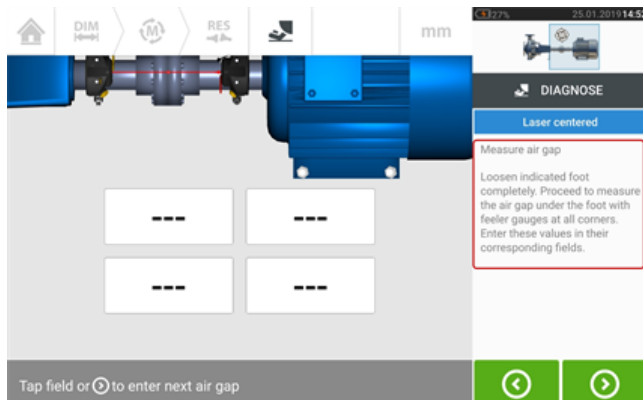 DIM
M
RES
mm
27%
25.01.2019 14:52
DIAGNOSE
Laser centered
Measure air gap
Loosen indicated foot
completely. Proceed to measure
the air gap under the foot with
feeler gauges at all corners.
Enter these values in their
corresponding fields.
--- ---
--- ---
Tap field or to enter next air gap